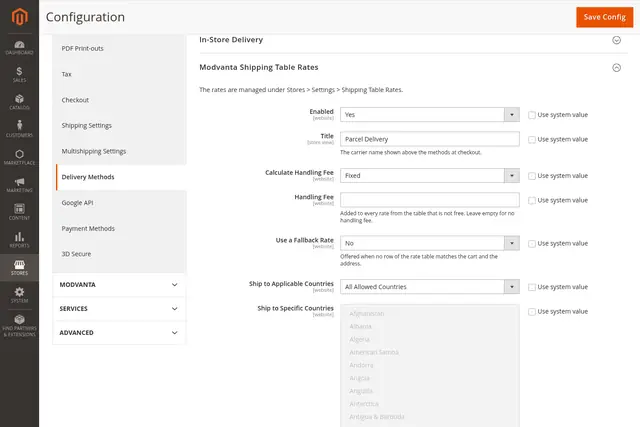 Configuration
Save Config
DASHBOARD
SALES
CATALOG
CUSTOMERS
MARKETPLACE
MARKETING
CONTENT
REPORTS
STORES
SYSTEM
FIND PARTNERS
& EXTENSIONS
PDF Print-outs
Tax
Checkout
Shipping Settings
Multishipping Settings
Delivery Methods
Google API
Payment Methods
3D Secure
MODVANTA
SERVICES
ADVANCED
In-Store Delivery
Modvanta Shipping Table Rates
The rates are managed under Stores > Settings > Shipping Table Rates.
Enabled
[website]
Yes
Use system value
Title
[store view]
Parcel Delivery
Use system value
The carrier name shown above the methods at checkout.
Calculate Handling Fee
[website]
Fixed
Use system value
Handling Fee
[website]
Use system value
Added to every rate from the table that is not free. Leave empty for no
handling fee.
Use a Fallback Rate
[website]
No
Use system value
Offered when no row of the rate table matches the cart and the
address.
Ship to Applicable Countries
[website]
All Allowed Countries
Use system value
Ship to Specific Countries
[website]
Use system value
Afghanistan
Albania
Algeria
American Samoa
Andorra
Angola
Anguilla
Antarctica
Antigua & Barbuda